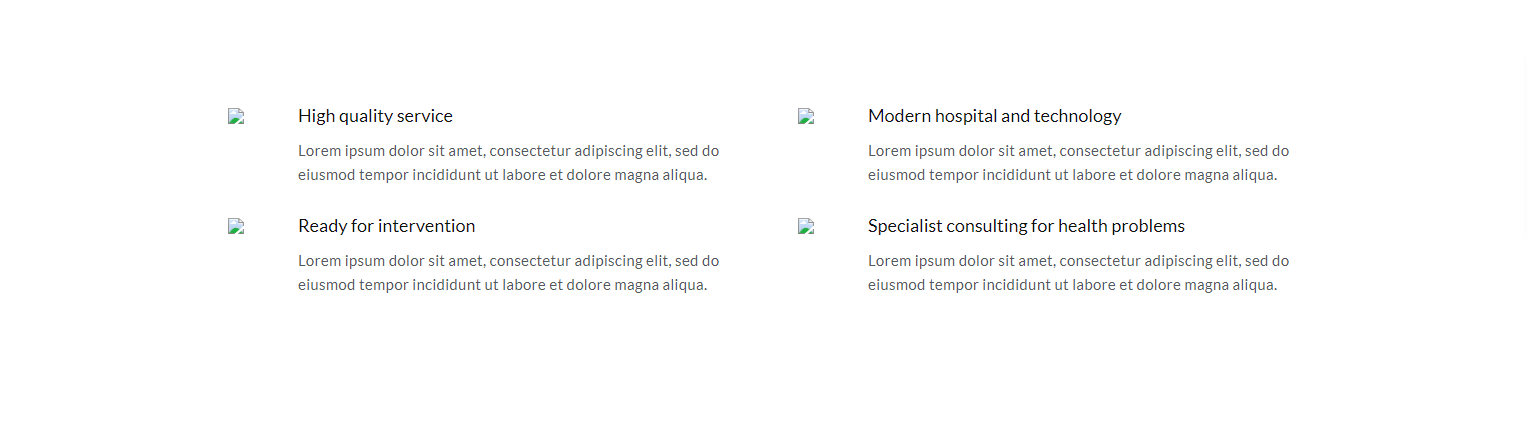 High quality service
Lorem ipsum dolor sit amet, consectetur adipiscing elit, sed do
eiusmod tempor incididunt ut labore et dolore magna aliqua.
Modern hospital and technology
Lorem ipsum dolor sit amet, consectetur adipiscing elit, sed do
eiusmod tempor incididunt ut labore et dolore magna aliqua.
Ready for intervention
Lorem ipsum dolor sit amet, consectetur adipiscing elit, sed do
eiusmod tempor incididunt ut labore et dolore magna aliqua.
Specialist consulting for health problems
Lorem ipsum dolor sit amet, consectetur adipiscing elit, sed do
eiusmod tempor incididunt ut labore et dolore magna aliqua.